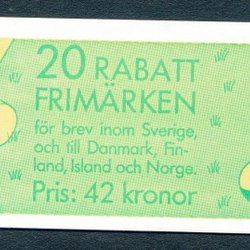 20 RABATT
FRIMÄRKEN
för brev inom Sverige,
och till Danmark, Fin-
land, Island och Norge.
Pris: 42 kronor